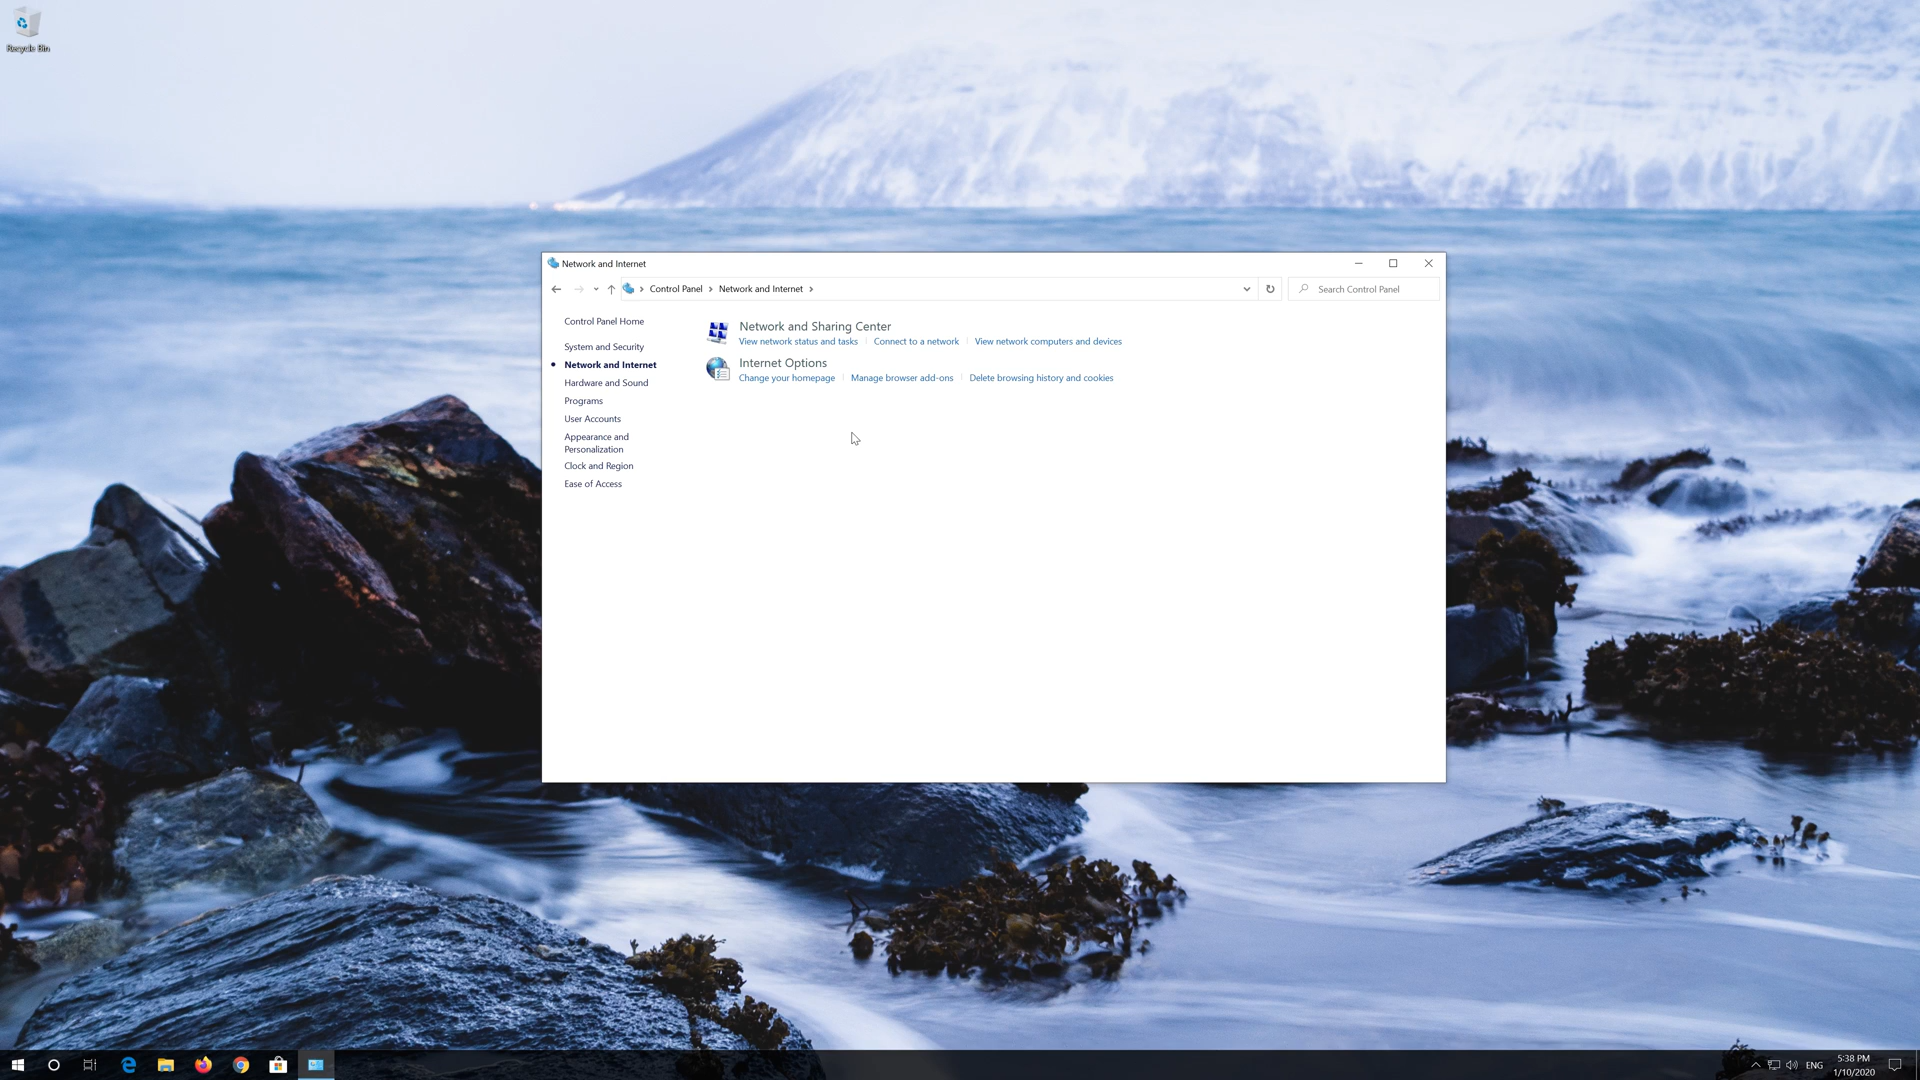 Recycle Bin
Network and Internet
Control Panel Network and Internet
Search Control Panel
Control Panel Home
System and Security
Network and Internet
Hardware and Sound
Programs
User Accounts
Appearance and
Personalization
Clock and Region
Ease of Access
Network and Sharing Center
View network status and tasks Connect to a network View network computers and devices
Internet Options
Change your homepage Manage browser add-ons Delete browsing history and cookies
ENG
5:38 PM
1/10/2020